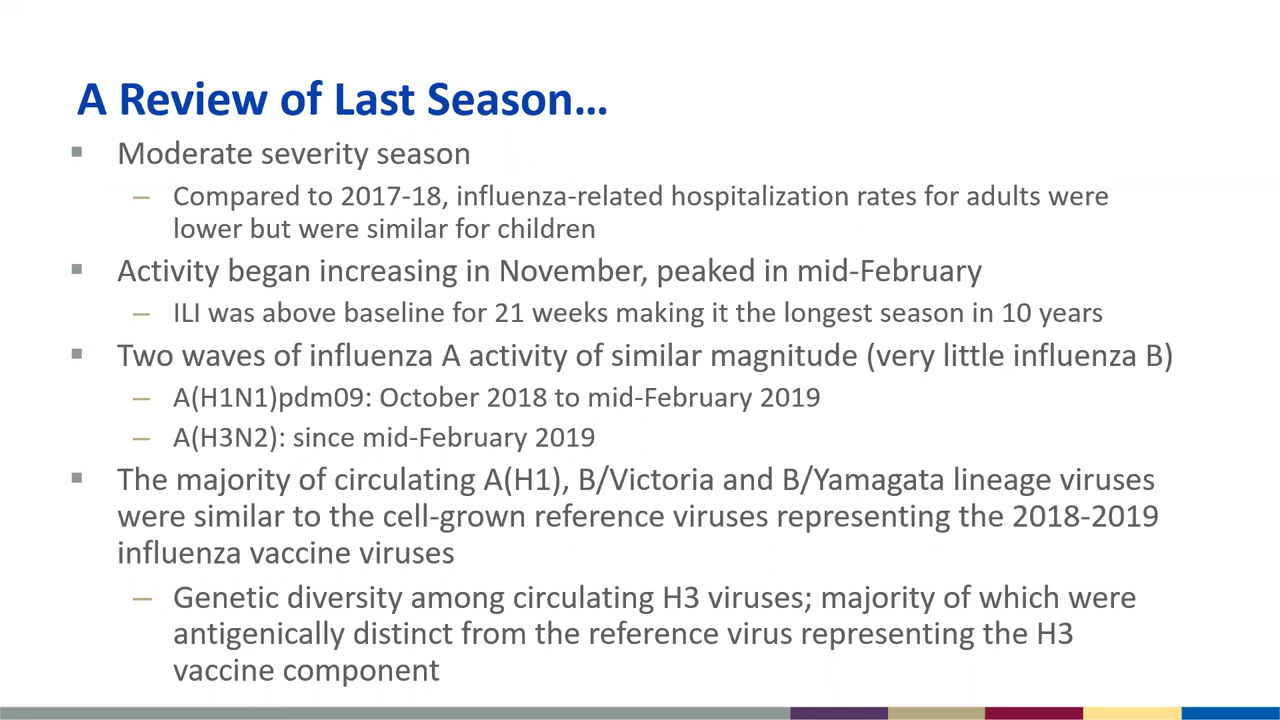 A Review of Last Season…
▪ Moderate severity season
– Compared to 2017-18, influenza-related hospitalization rates for adults were
lower but were similar for children
▪ Activity began increasing in November, peaked in mid-February
– ILI was above baseline for 21 weeks making it the longest season in 10 years
▪ Two waves of influenza A activity of similar magnitude (very little influenza B)
– A(H1N1)pdm09: October 2018 to mid-February 2019
– A(H3N2): since mid-February 2019
▪ The majority of circulating A(H1), B/Victoria and B/Yamagata lineage viruses
were similar to the cell-grown reference viruses representing the 2018-2019
influenza vaccine viruses
– Genetic diversity among circulating H3 viruses; majority of which were
antigenically distinct from the reference virus representing the H3
vaccine component